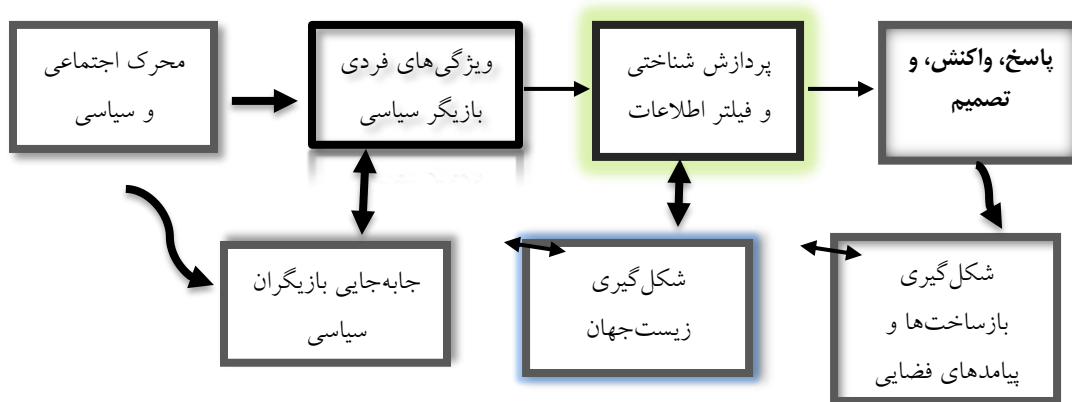 محرک اجتماعی
و سیاسی
ویژگی‌های فردی
بازیگر سیاسی
پردازش شناختی
و فیلتر اطلاعات
پاسخ، واکنش، و
تصمیم
جابه‌جایی بازیگران
سیاسی
شکل‌گیری
زیست‌جهان
شکل‌گیری
بازساخت‌ها و
پیامدهای فضایی